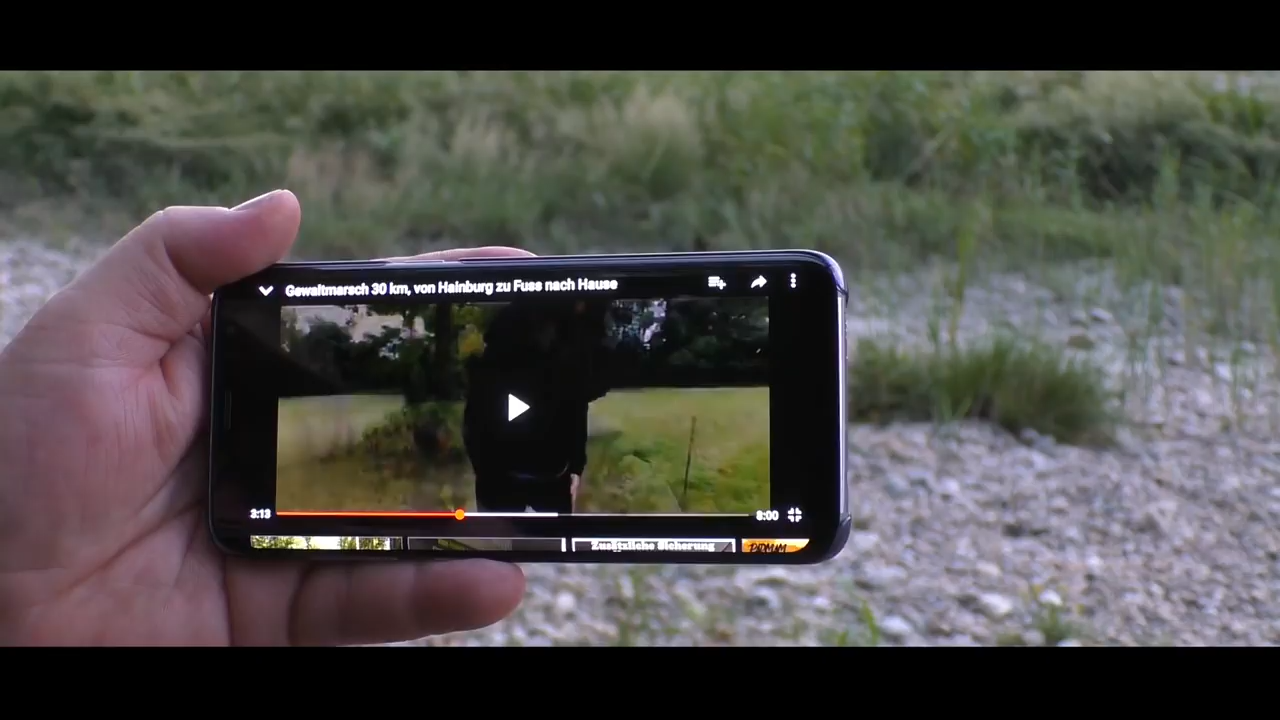 Gewaltmarsch 30 km, von Hainburg zu Fuss nach Hause
3:13
8:00
Zusätzliche Sicherung